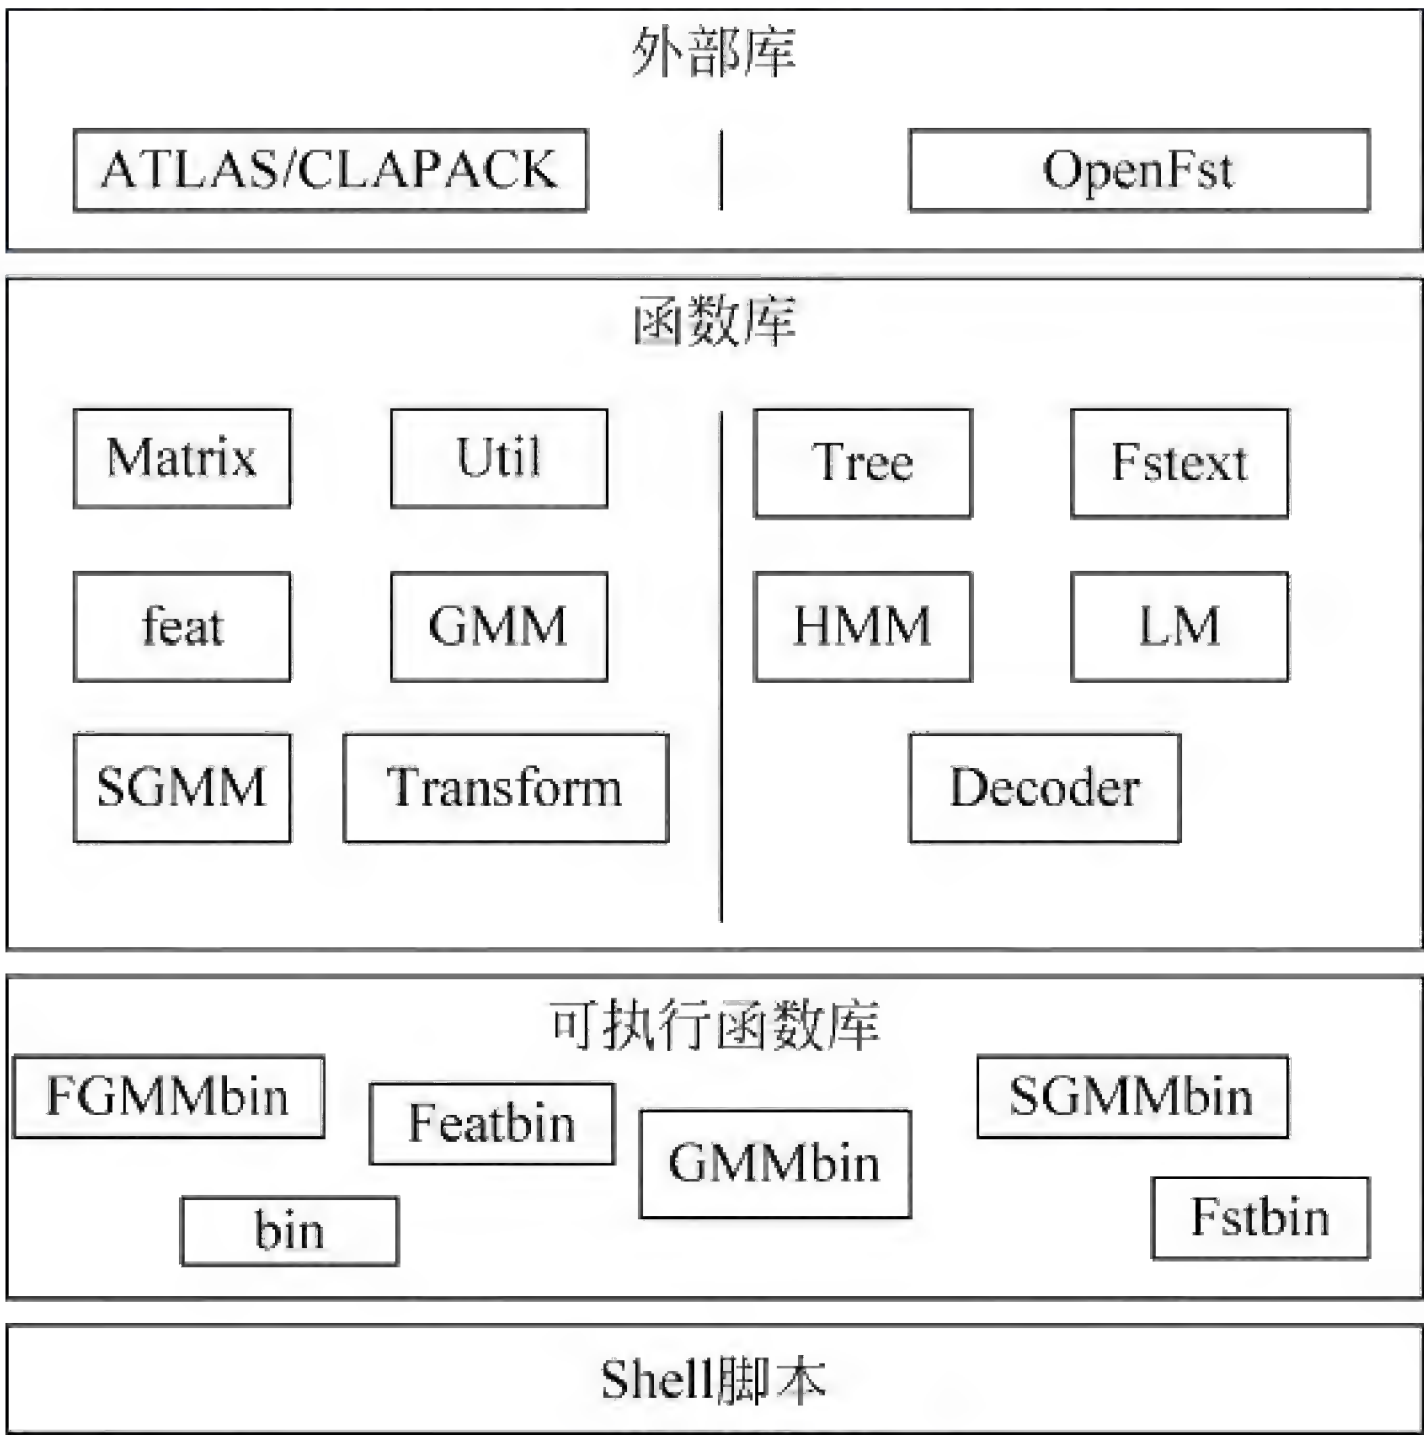 外部库
ATLAS/CLAPACK OpenFst
函数库
Matrix Util Tree Fstext
feat GMM HMM LM
SGMM Transform Decoder
可执行函数库
FGMMbin Featbin GMMbin SGMMbin
bin Fstbin
Shell脚本